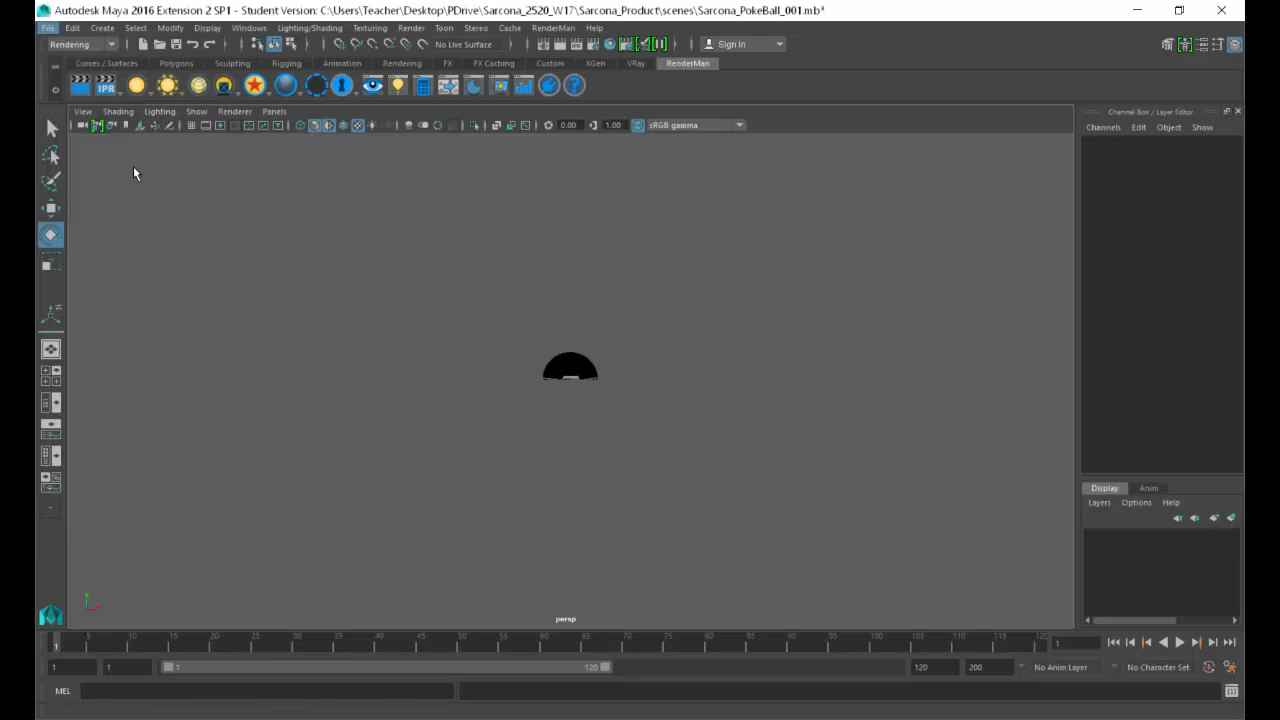 Autodesk Maya 2016 Extension 2 SP1 - Student Version: C:\Users\Teacher\Desktop\PDrive\Sarcona_2520_W17\Sarcona_Product\scenes\Sarcona_PokeBall_001.mb*
File Edit Create Select Modify Display Windows Lighting/Shading Texturing Render Toon Stereo Cache RenderMan Help
Rendering No Live Surface Sign In
Curves / Surfaces Polygons Sculpting Rigging Animation Rendering FX FX Caching Custom XGen VRay RenderMan
IPR
View Shading Lighting Show Renderer Panels
Channel Box / Layer Editor
0.00 1.00 sRGB gamma
Channels Edit Object Show
Display Anim
Layers Options Help
persp
1 5 10 15 20 25 30 35 40 45 50 55 60 65 70 75 80 85 90 95 100 105 110 115 120 1
1 1 1 120 120 200 No Anim Layer No Character Set
MEL